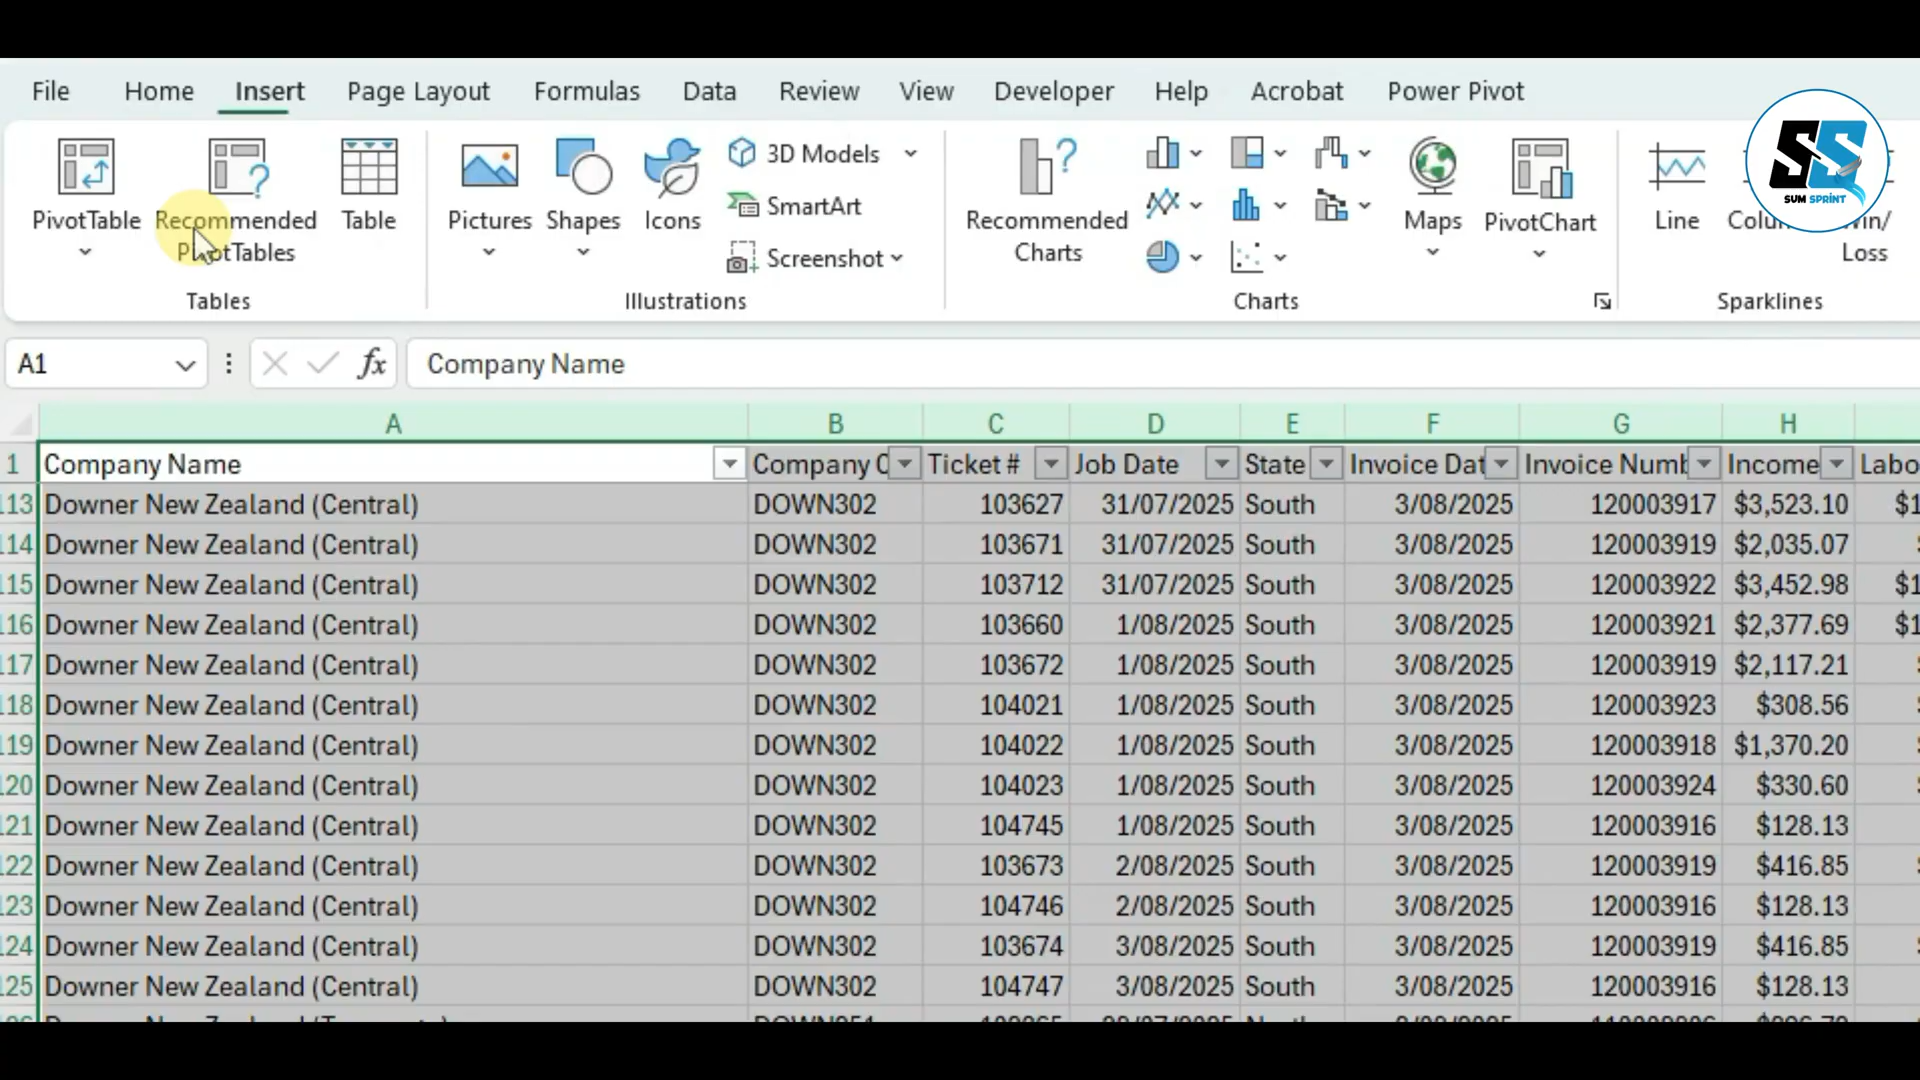 File Home Insert Page Layout Formulas Data Review View Developer Help Acrobat Power Pivot
PivotTable
Recommended
PivotTables
Table
Tables
Pictures
Shapes
Icons
3D Models
SmartArt
Screenshot
Illustrations
Recommended
Charts
Maps
PivotChart
Charts
Line
Win/
Loss
Sparklines
SS
SUM SPRINT
A1 fx Company Name
A B C D E F G H
1 Company Name Company C Ticket # Job Date State Invoice Dat Invoice Numb Income Labo
113 Downer New Zealand (Central) DOWN302 103627 31/07/2025 South 3/08/2025 120003917 $3,523.10 $1
114 Downer New Zealand (Central) DOWN302 103671 31/07/2025 South 3/08/2025 120003919 $2,035.07
115 Downer New Zealand (Central) DOWN302 103712 31/07/2025 South 3/08/2025 120003922 $3,452.98 $1
116 Downer New Zealand (Central) DOWN302 103660 1/08/2025 South 3/08/2025 120003921 $2,377.69 $1
117 Downer New Zealand (Central) DOWN302 103672 1/08/2025 South 3/08/2025 120003919 $2,117.21
118 Downer New Zealand (Central) DOWN302 104021 1/08/2025 South 3/08/2025 120003923 $308.56
119 Downer New Zealand (Central) DOWN302 104022 1/08/2025 South 3/08/2025 120003918 $1,370.20
120 Downer New Zealand (Central) DOWN302 104023 1/08/2025 South 3/08/2025 120003924 $330.60
121 Downer New Zealand (Central) DOWN302 104745 1/08/2025 South 3/08/2025 120003916 $128.13
122 Downer New Zealand (Central) DOWN302 103673 2/08/2025 South 3/08/2025 120003919 $416.85
123 Downer New Zealand (Central) DOWN302 104746 2/08/2025 South 3/08/2025 120003916 $128.13
124 Downer New Zealand (Central) DOWN302 103674 3/08/2025 South 3/08/2025 120003919 $416.85
125 Downer New Zealand (Central) DOWN302 104747 3/08/2025 South 3/08/2025 120003916 $128.13